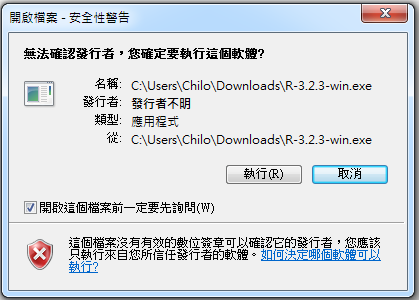 開啟檔案 - 安全性警告
無法確認發行者，您確定要執行這個軟體?
名稱: C:\Users\Chilo\Downloads\R-3.2.3-win.exe
發行者: 發行者不明
類型: 應用程式
從: C:\Users\Chilo\Downloads\R-3.2.3-win.exe
執行(R) 取消
開啟這個檔案前一定要先詢問(W)
這個檔案沒有有效的數位簽章可以確認它的發行者，您應該
只執行來自您所信任發行者的軟體。如何決定哪個軟體可以
執行?